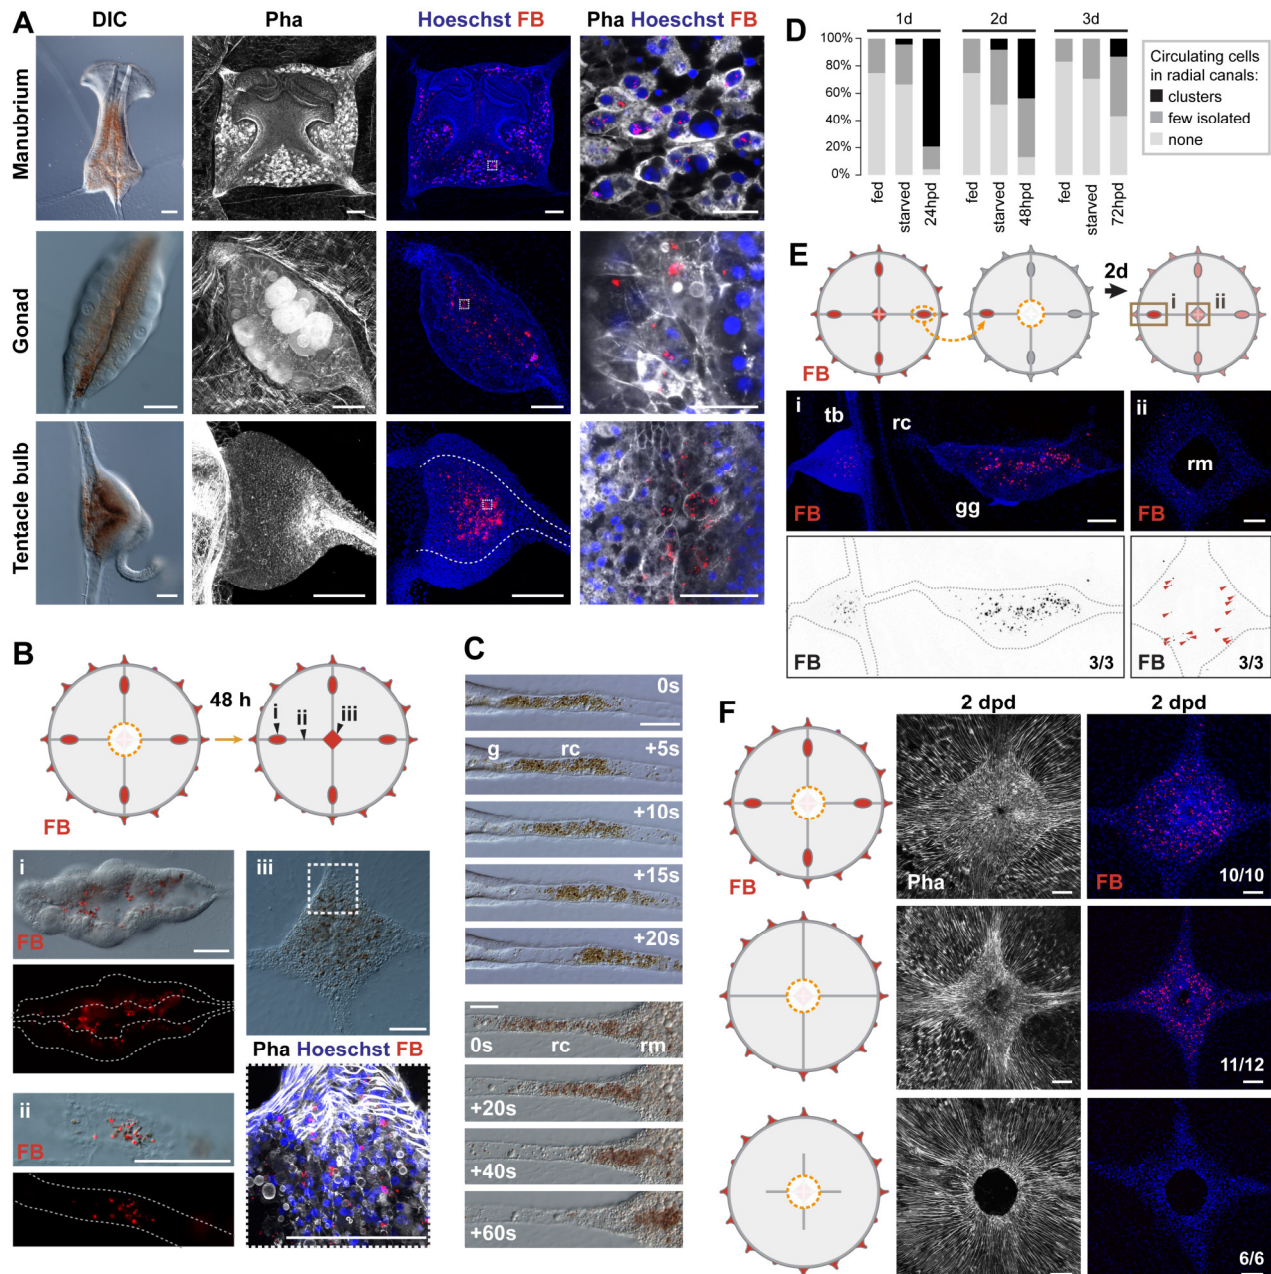 A
DIC
Pha
Hoeschst FB
Pha Hoeschst FB
Manubrium
Gonad
Tentacle bulb
B
48 h
i
ii
iii
FB
i
FB
iii
Pha Hoeschst FB
ii
FB
C
0s
g
rc
+5s
+10s
+15s
+20s
0s
rc
rm
+20s
+40s
+60s
D
1d
2d
3d
100%
80%
60%
40%
20%
0%
fed
starved
24hpd
fed
starved
48hpd
fed
starved
72hpd
Circulating cells
in radial canals:
clusters
few isolated
none
E
2d
i
ii
FB
i
tb
rc
gg
FB
ii
rm
FB
FB
3/3
FB
3/3
F
2 dpd
2 dpd
FB
Pha
FB
10/10
11/12
6/6